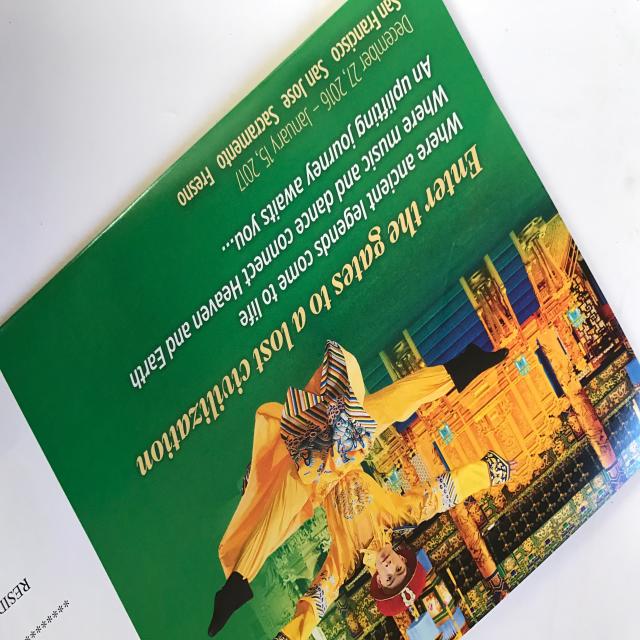 Enter the gates to a lost civilization
Where ancient legends come to life
Where music and dance connect Heaven and Earth
An uplifting journey awaits you...
December 27, 2016 – January 15, 2017
San Francisco San Jose Sacramento Fresno
**********